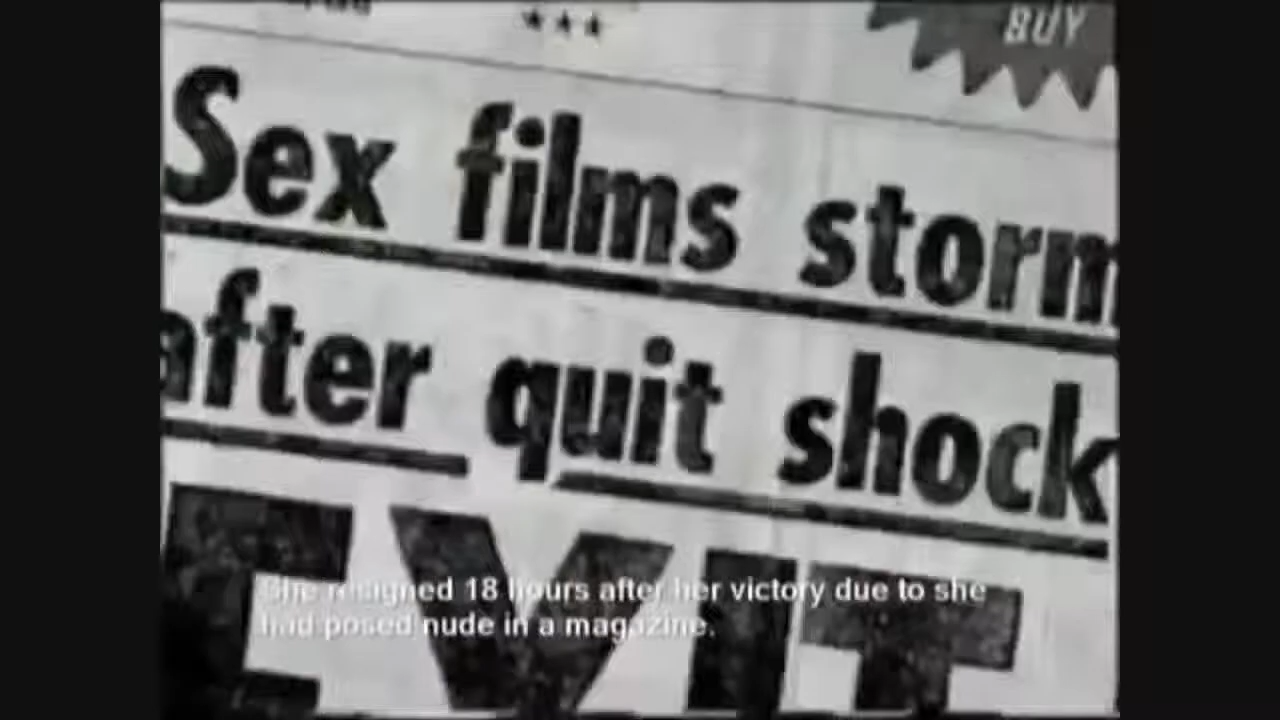 ★★★
BUY
Sex films storm
after quit shock
EXIT
She resigned 18 hours after her victory due to she
had posed nude in a magazine.